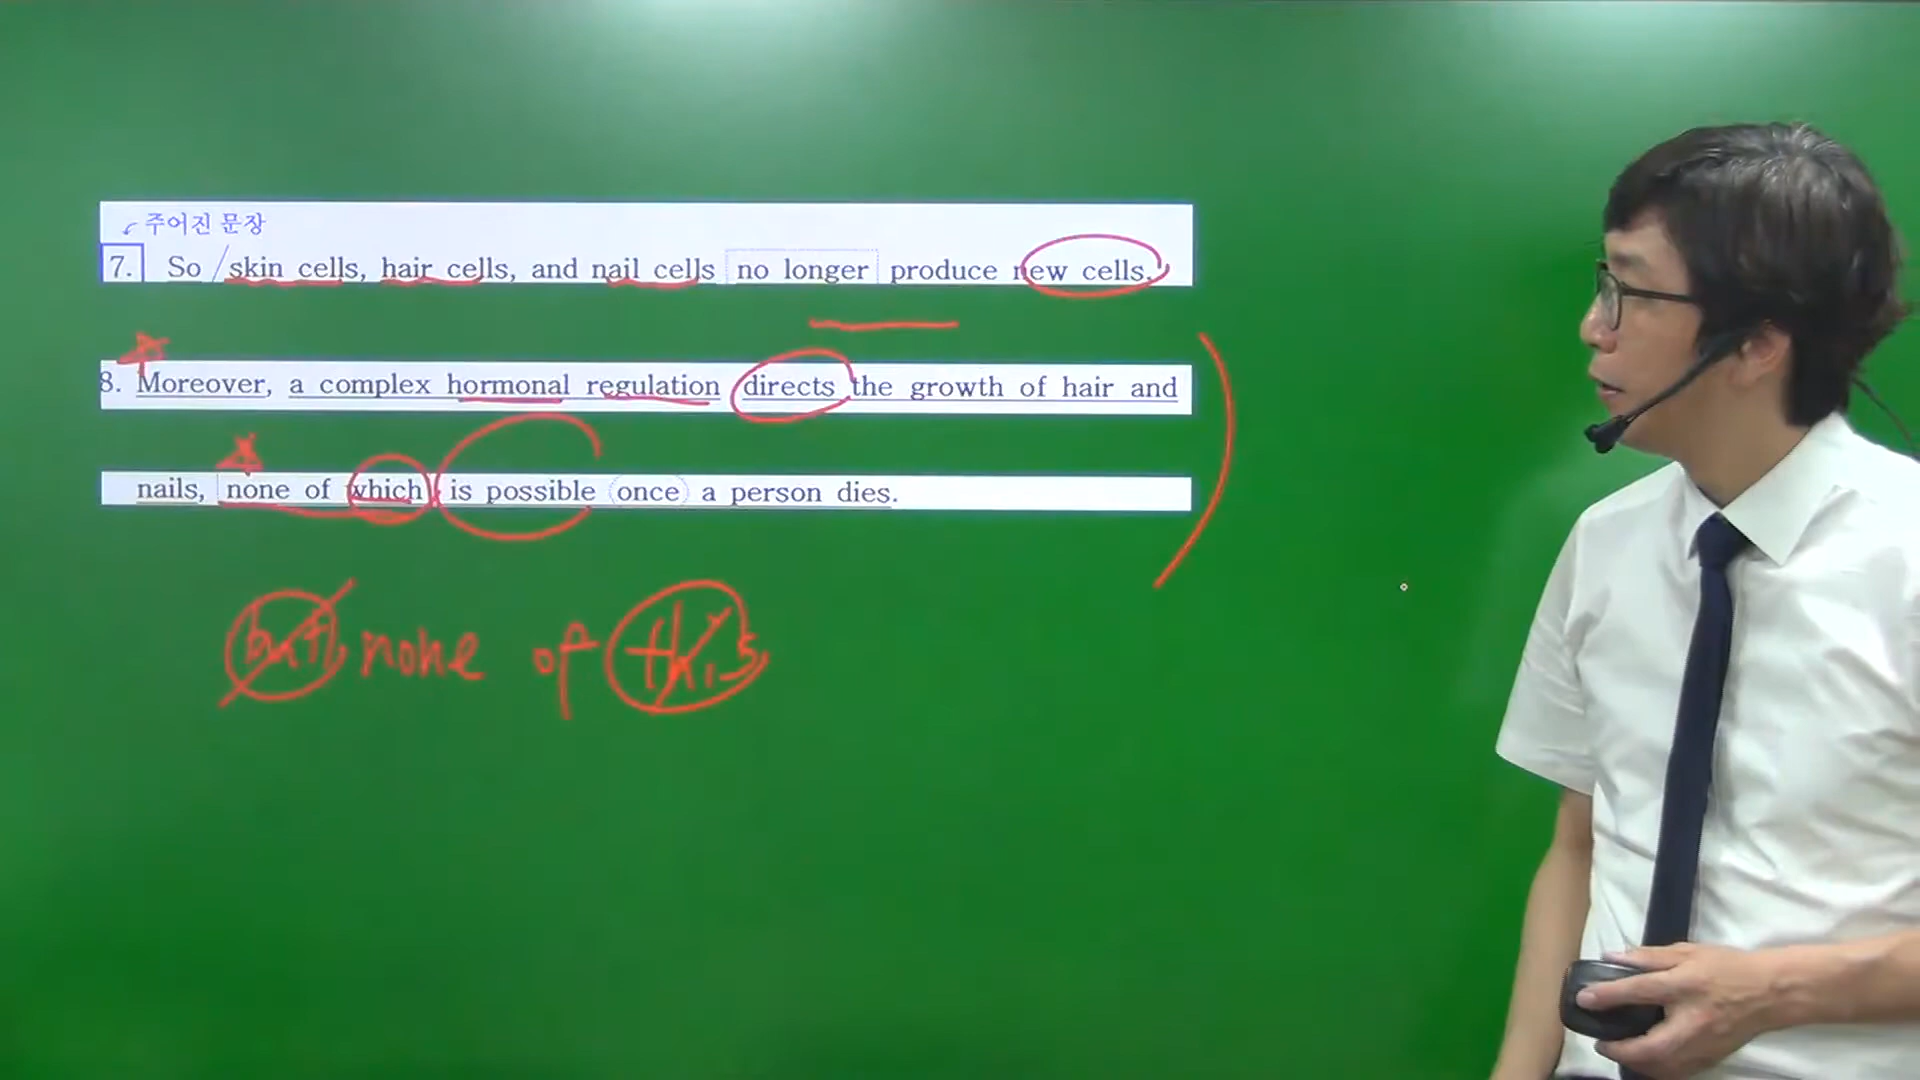 주어진 문장
7. So / skin cells, hair cells, and nail cells no longer produce new cells.
8. Moreover, a complex hormonal regulation directs the growth of hair and
nails, none of which is possible once a person dies.
but none of this